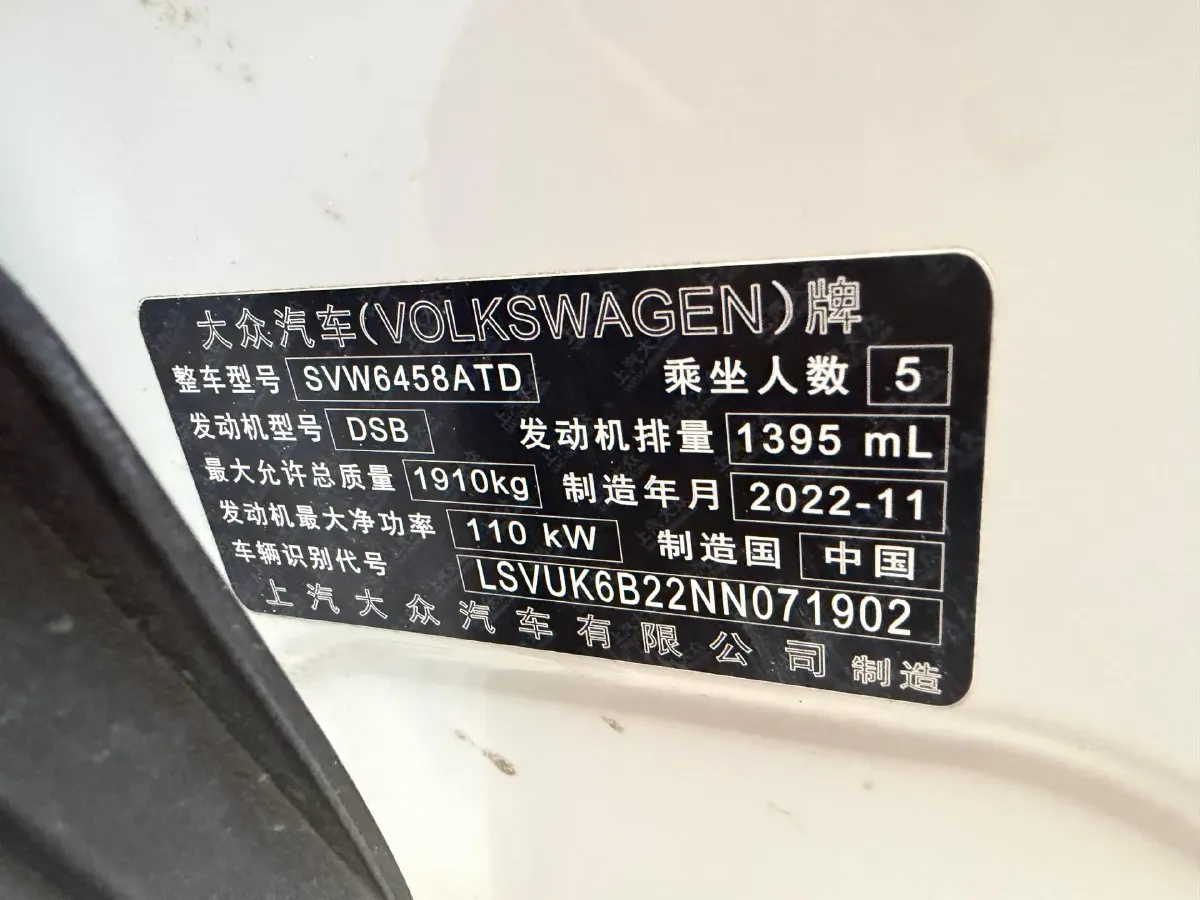 大众汽车(VOLKSWAGEN)牌
整车型号 SVW6458ATD 乘坐人数 5
发动机型号 DSB 发动机排量 1395 mL
最大允许总质量 1910kg 制造年月 2022-11
发动机最大净功率 110 kW 制造国 中国
车辆识别代号 LSVUK6B22NN071902
上汽大众汽车有限公司 制造